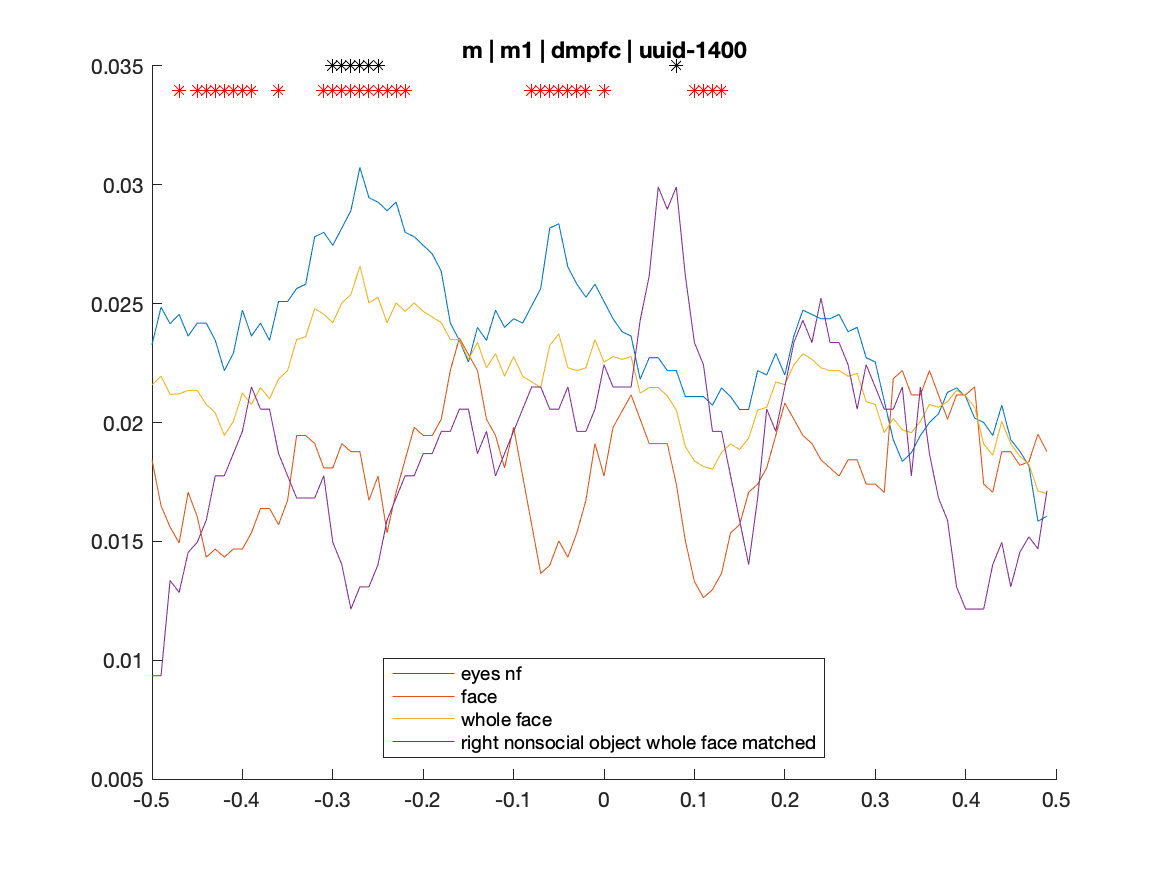 m | m1 | dmpfc | uuid-1400
0.035
0.03
0.025
0.02
0.015
0.01
0.005
-0.5 -0.4 -0.3 -0.2 -0.1 0 0.1 0.2 0.3 0.4 0.5
eyes nf
face
whole face
right nonsocial object whole face matched